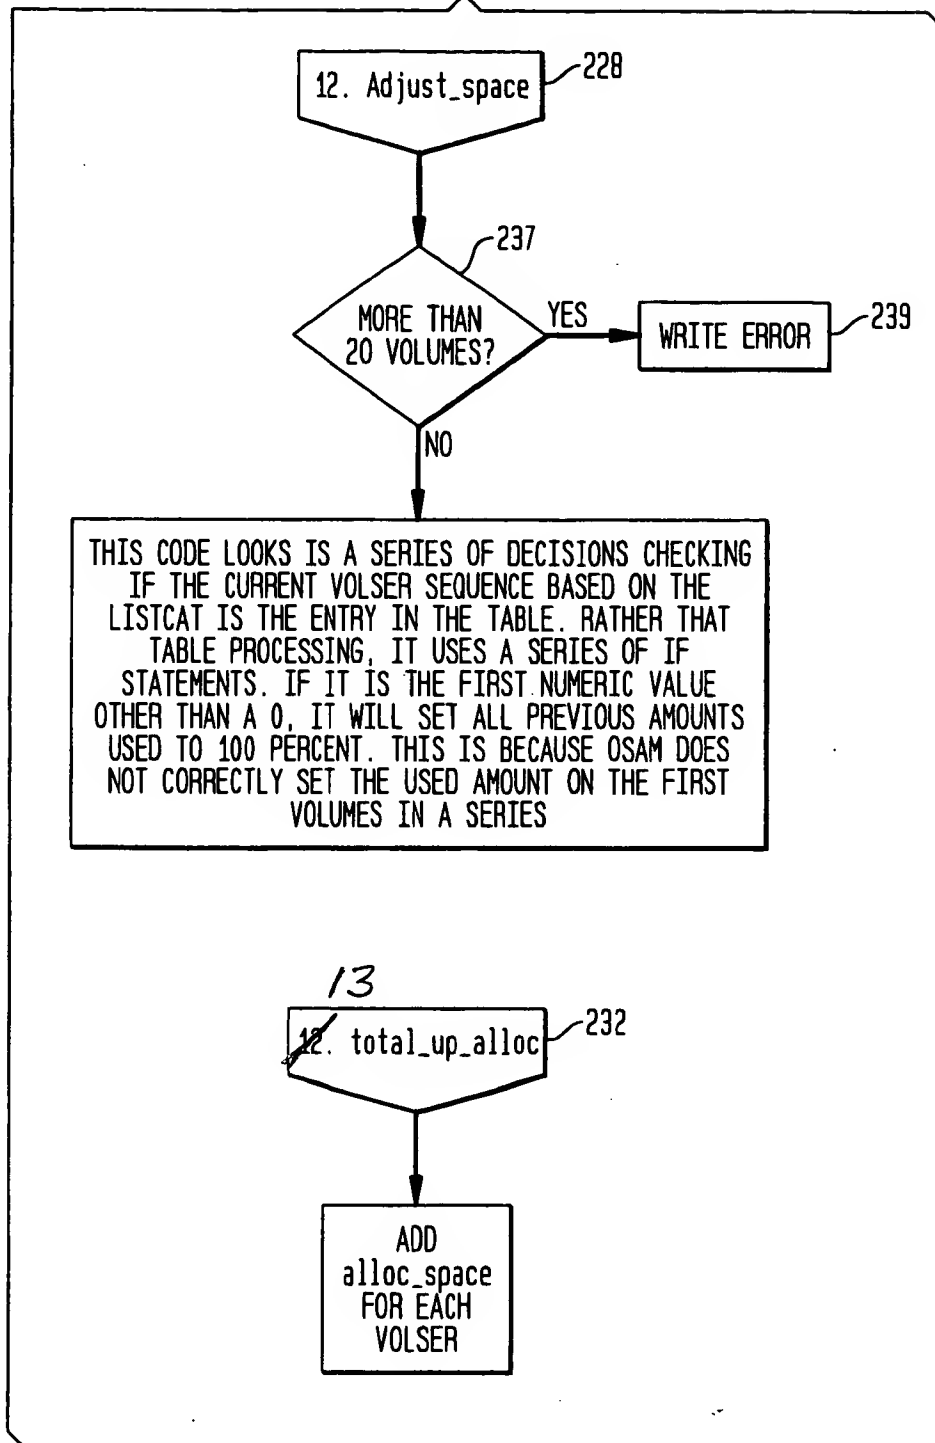 12. Adjust_space
228
237
MORE THAN
20 VOLUMES?
YES
WRITE ERROR
239
NO
THIS CODE LOOKS IS A SERIES OF DECISIONS CHECKING
IF THE CURRENT VOLSER SEQUENCE BASED ON THE
LISTCAT IS THE ENTRY IN THE TABLE. RATHER THAT
TABLE PROCESSING, IT USES A SERIES OF IF
STATEMENTS. IF IT IS THE FIRST NUMERIC VALUE
OTHER THAN A 0, IT WILL SET ALL PREVIOUS AMOUNTS
USED TO 100 PERCENT. THIS IS BECAUSE OSAM DOES
NOT CORRECTLY SET THE USED AMOUNT ON THE FIRST
VOLUMES IN A SERIES
13
12. total_up_alloc
232
ADD
alloc_space
FOR EACH
VOLSER